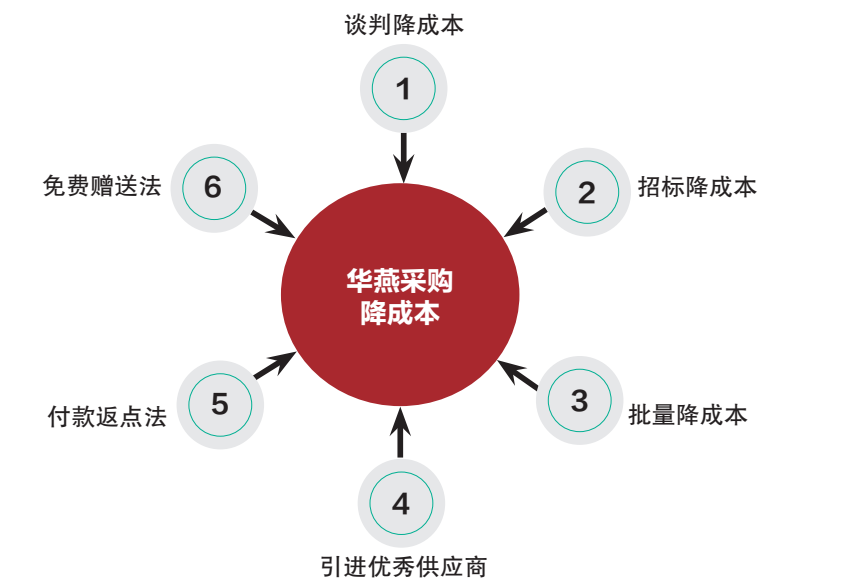 谈判降成本
1
6
免费赠送法
2
招标降成本
华燕采购
降成本
5
付款返点法
3
批量降成本
4
引进优秀供应商